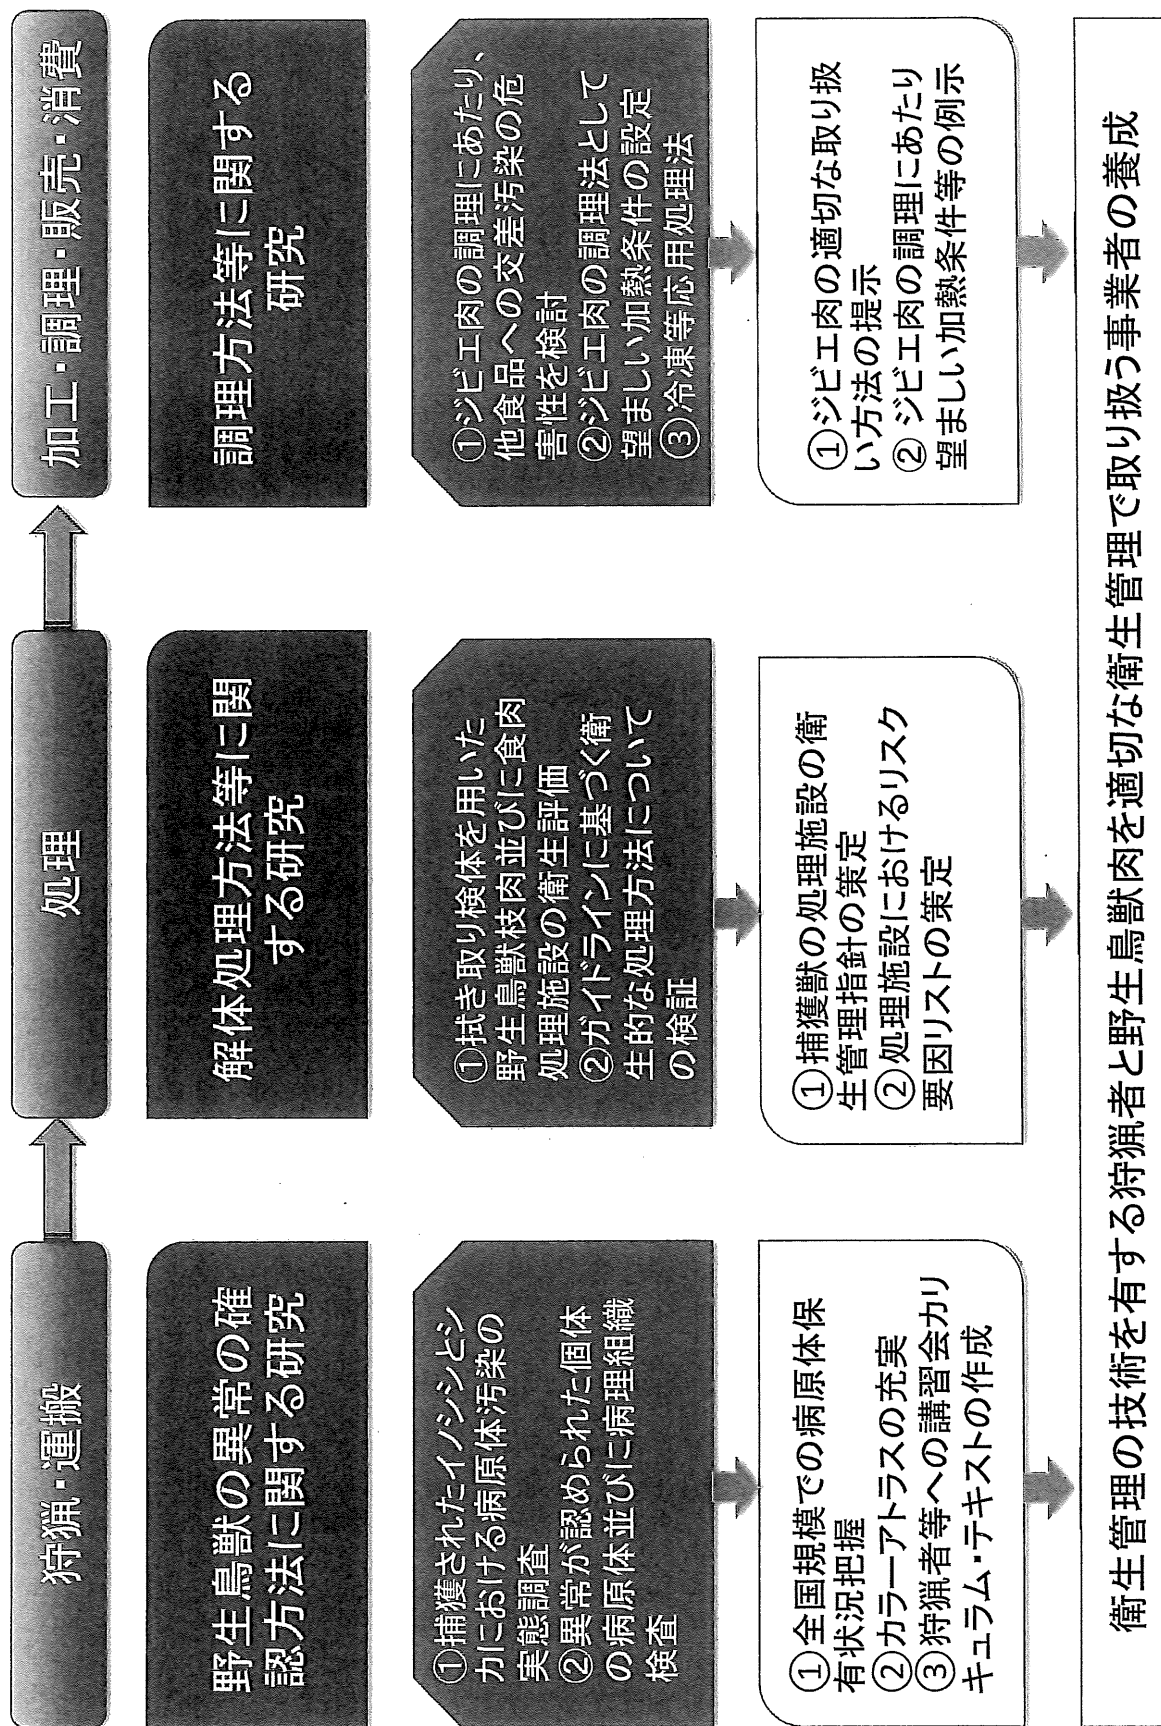 狩猟・運搬
野生鳥獣の異常の確
認方法に関する研究
①捕獲されたイノシシとシ
カにおける病原体汚染の
実態調査
②異常が認められた個体
の病原体並びに病理組織
検査
①全国規模での病原体保
有状況把握
②カラーアトラスの充実
③狩猟者等への講習会カリ
キュラム・テキストの作成
処理
解体処理方法等に関
する研究
①拭き取り検体を用いた
野生鳥獣枝肉並びに食肉
処理施設の衛生評価
②ガイドラインに基づく衛
生的な処理方法について
の検証
①捕獲獣の処理施設の衛
生管理指針の策定
②処理施設におけるリスク
要因リストの策定
加工・調理・販売・消費
調理方法等に関する
研究
①ジビエ肉の調理にあたり、
他食品への交差汚染の危
害性を検討
②ジビエ肉の調理法として
望ましい加熱条件の設定
③冷凍等応用処理法
①ジビエ肉の適切な取り扱
い方法の提示
② ジビエ肉の調理にあたり
望ましい加熱条件等の例示
衛生管理の技術を有する狩猟者と野生鳥獣肉を適切な衛生管理で取り扱う事業者の養成